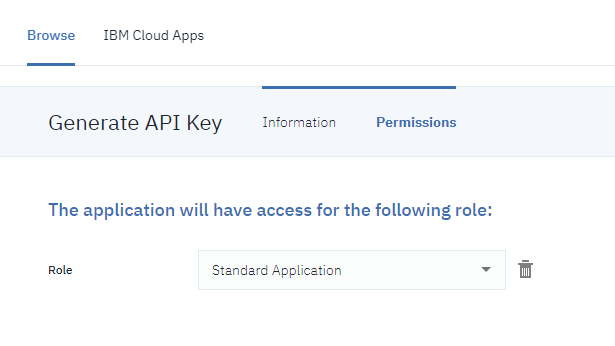 Browse IBM Cloud Apps
Generate API Key Information Permissions
The application will have access for the following role:
Role Standard Application